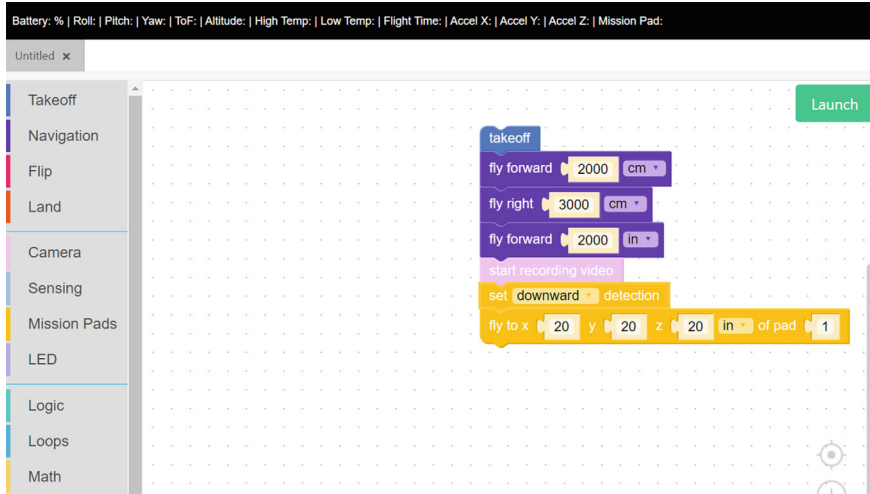 Battery: % | Roll: | Pitch: | Yaw: | ToF: | Altitude: | High Temp: | Low Temp: | Flight Time: | Accel X: | Accel Y: | Accel Z: | Mission Pad:
Untitled ×
Takeoff
Navigation
Flip
Land
Camera
Sensing
Mission Pads
LED
Logic
Loops
Math
Launch
takeoff
fly forward 2000 cm
fly right 3000 cm
fly forward 2000 in
start recording video
set downward detection
fly to x 20 y 20 z 20 in of pad 1